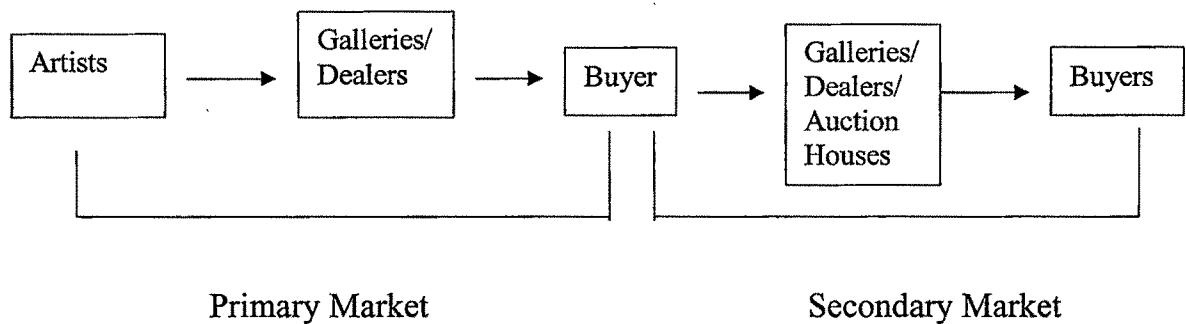 Artists
Galleries/
Dealers
Buyer
Galleries/
Dealers/
Auction
Houses
Buyers
Primary Market
Secondary Market